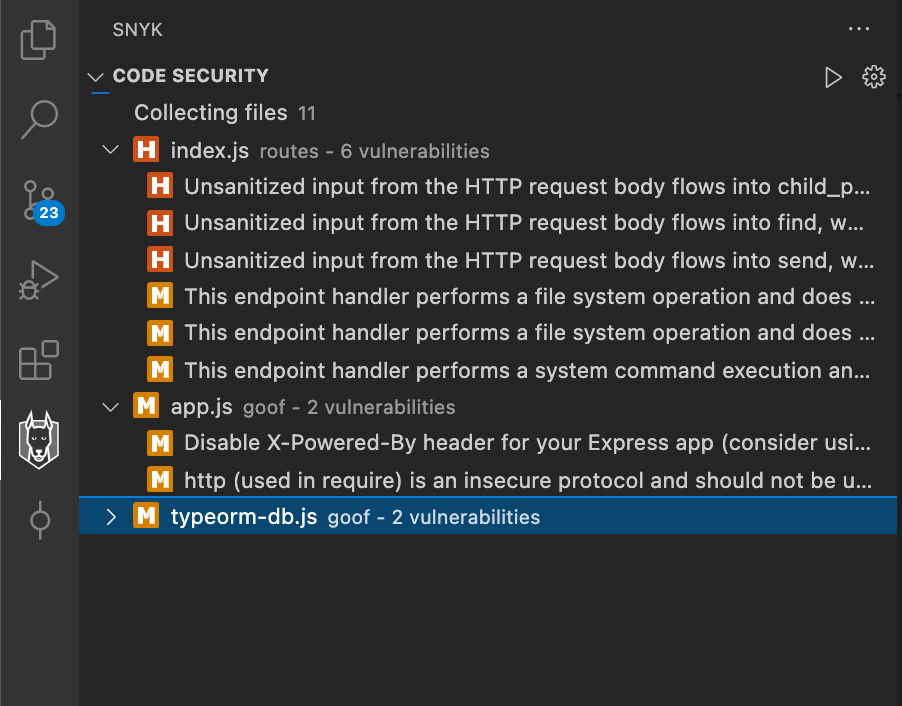 SNYK
CODE SECURITY
Collecting files 11
H index.js routes - 6 vulnerabilities
H Unsanitized input from the HTTP request body flows into child_p...
H Unsanitized input from the HTTP request body flows into find, w...
H Unsanitized input from the HTTP request body flows into send, w...
M This endpoint handler performs a file system operation and does ...
M This endpoint handler performs a file system operation and does ...
M This endpoint handler performs a system command execution an...
23
M app.js goof - 2 vulnerabilities
M Disable X-Powered-By header for your Express app (consider usi...
M http (used in require) is an insecure protocol and should not be u...
M typeorm-db.js goof - 2 vulnerabilities